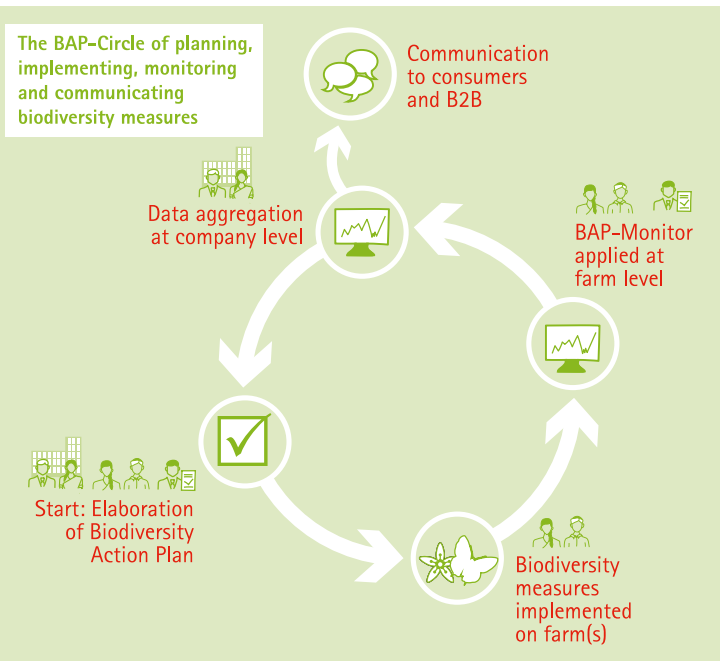 The BAP-Circle of planning,
implementing, monitoring
and communicating
biodiversity measures
Communication
to consumers
and B2B
Data aggregation
at company level
BAP-Monitor
applied at
farm level
Start: Elaboration
of Biodiversity
Action Plan
Biodiversity
measures
implemented
on farm(s)